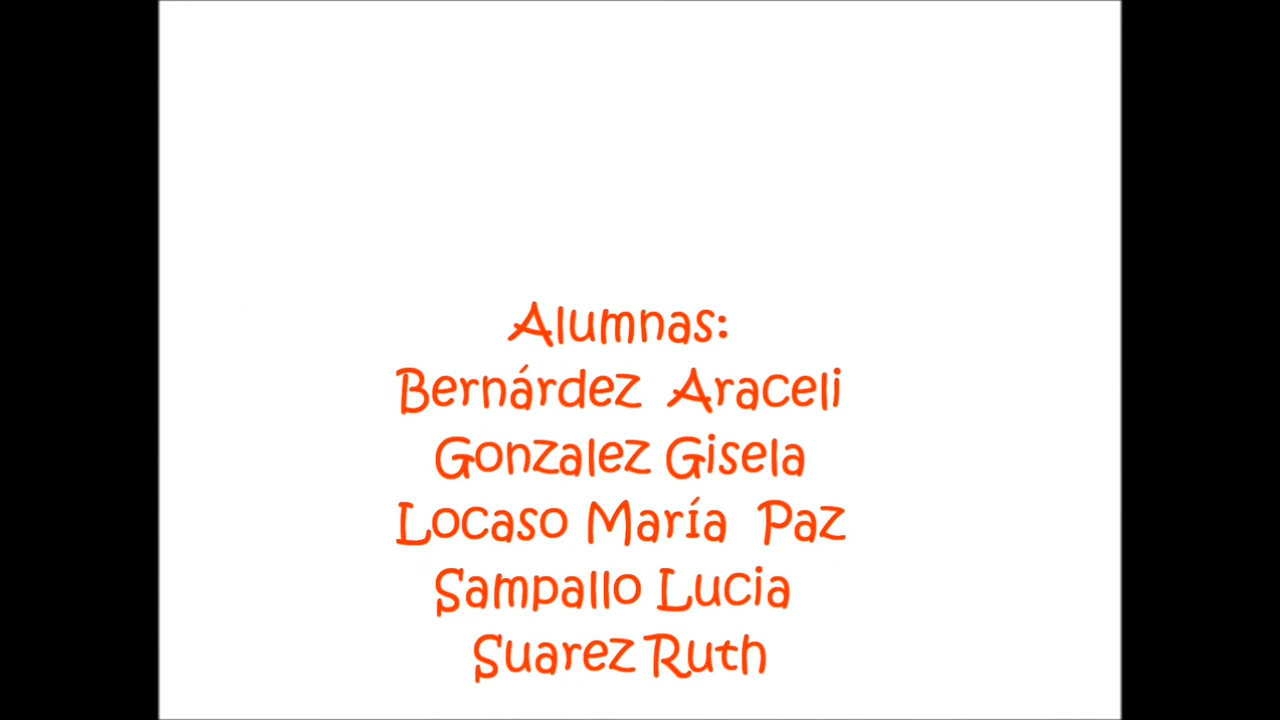 Alumnas:
Bernárdez Araceli
Gonzalez Gisela
Locaso María Paz
Sampallo Lucia
Suarez Ruth